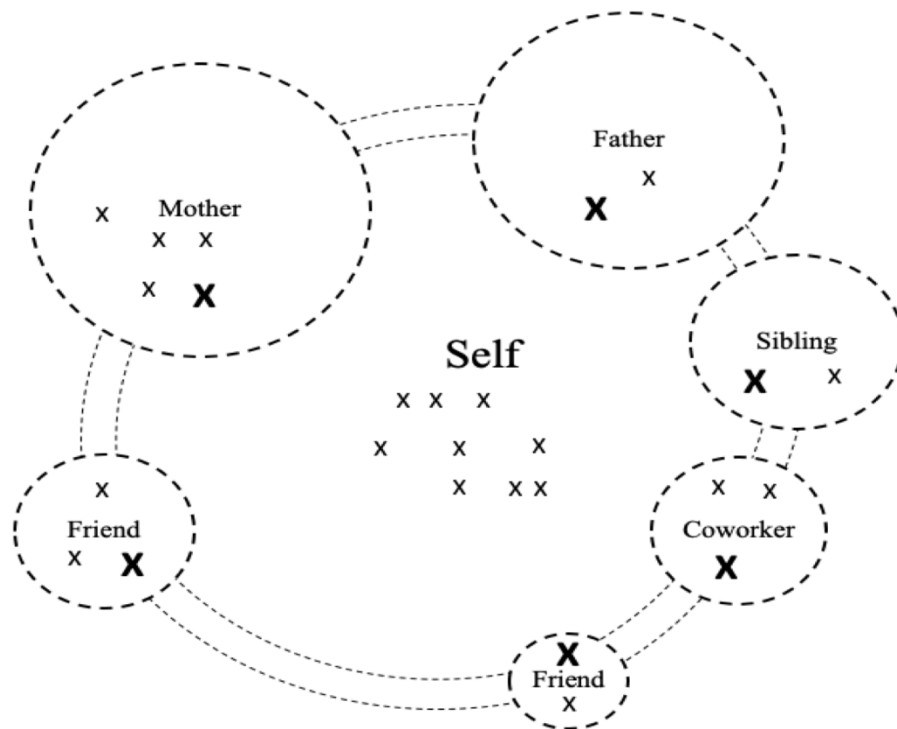 Father
x
X
Mother
x
x x
x X
Sibling
X x
Self
x x x
x x x
x x x
x
Friend
x X
x x
Coworker
X
X
Friend
x